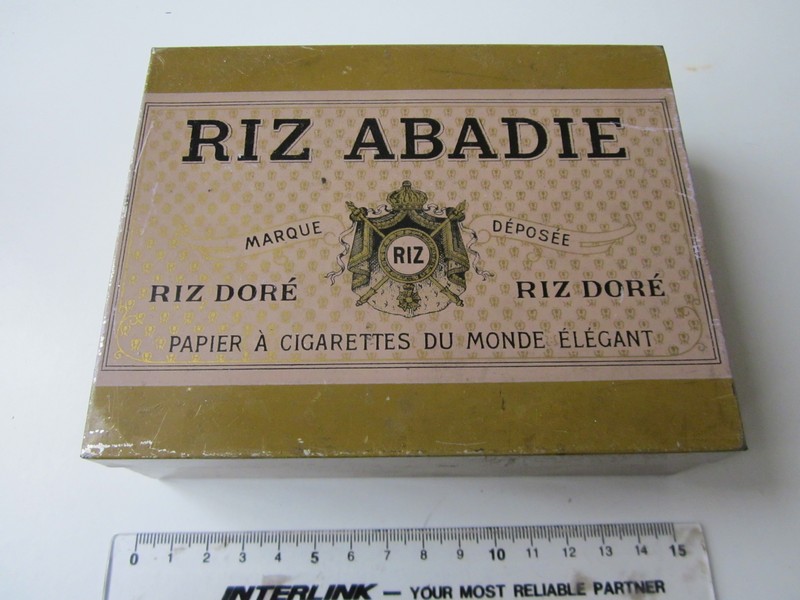 RIZ ABADIE
MARQUE DÉPOSÉE
RIZ
RIZ DORÉ RIZ DORÉ
PAPIER À CIGARETTES DU MONDE ÉLÉGANT
0 1 2 3 4 5 6 7 8 9 10 11 12 13 14 15
INTERLINK – YOUR MOST RELIABLE PARTNER